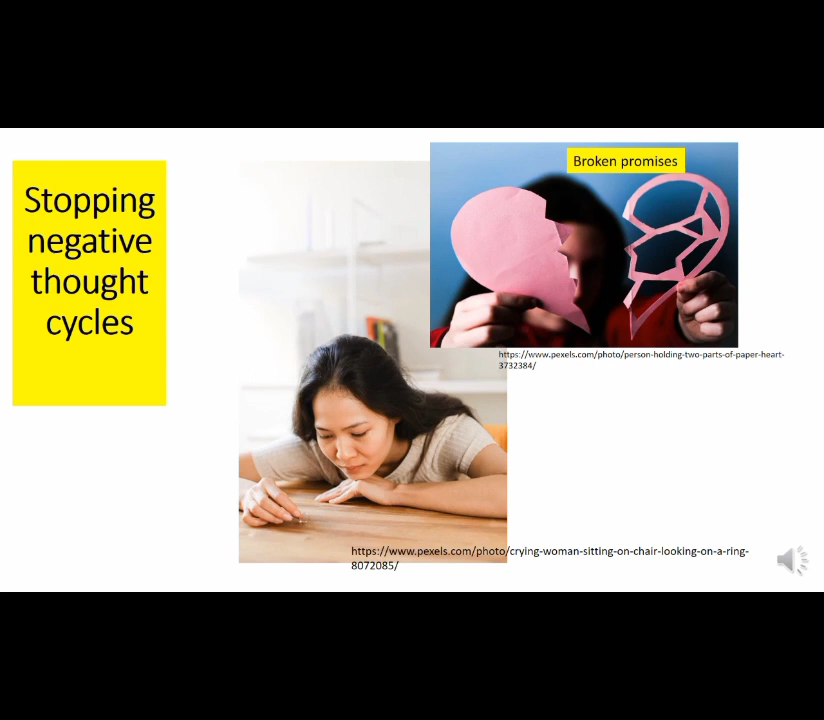 Stopping
negative
thought
cycles
Broken promises
https://www.pexels.com/photo/person-holding-two-parts-of-paper-heart-
3732384/
https://www.pexels.com/photo/crying-woman-sitting-on-chair-looking-on-a-ring-
8072085/